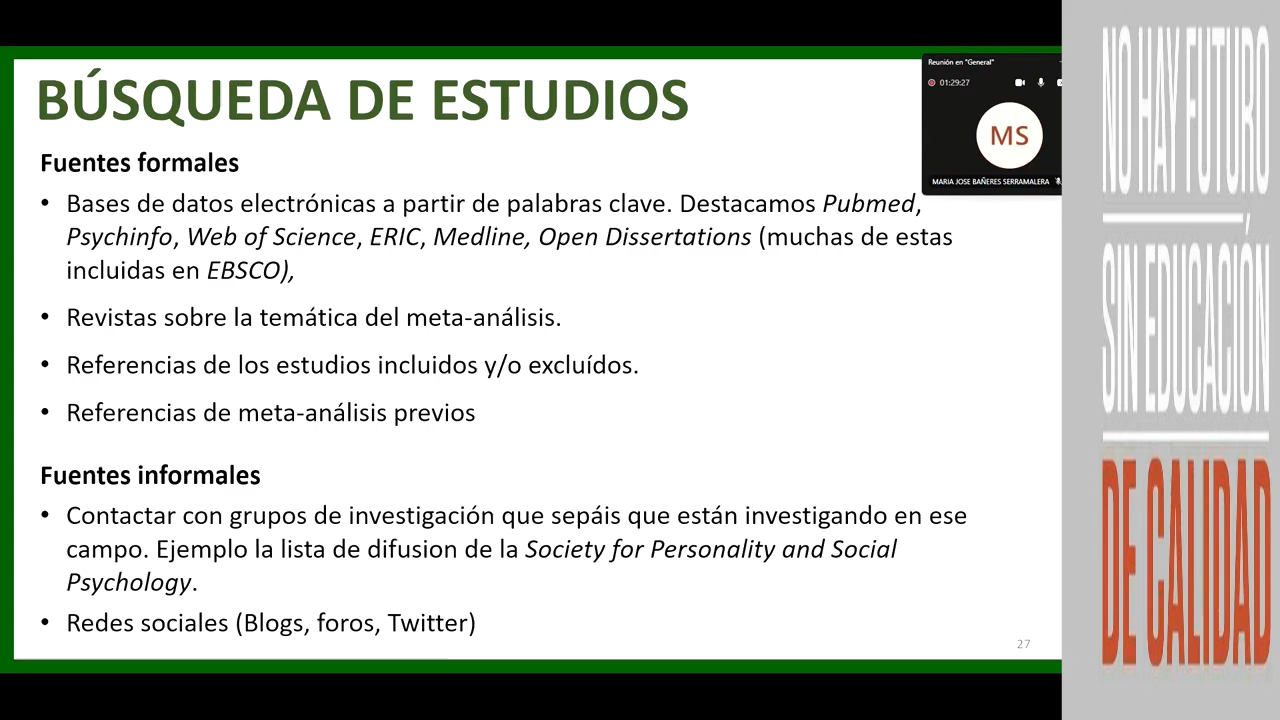 BÚSQUEDA DE ESTUDIOS
Fuentes formales
• Bases de datos electrónicas a partir de palabras clave. Destacamos Pubmed,
Psychinfo, Web of Science, ERIC, Medline, Open Dissertations (muchas de estas
incluidas en EBSCO),
• Revistas sobre la temática del meta-análisis.
• Referencias de los estudios incluidos y/o excluídos.
• Referencias de meta-análisis previos
Fuentes informales
• Contactar con grupos de investigación que sepáis que están investigando en ese
campo. Ejemplo la lista de difusion de la Society for Personality and Social
Psychology.
• Redes sociales (Blogs, foros, Twitter)
27
Reunión en "General"
01:29:27
MS
MARIA JOSE BAÑERES SERRAMALERA
NO HAY FUTURO
SIN EDUCACIÓN
DE CALIDAD